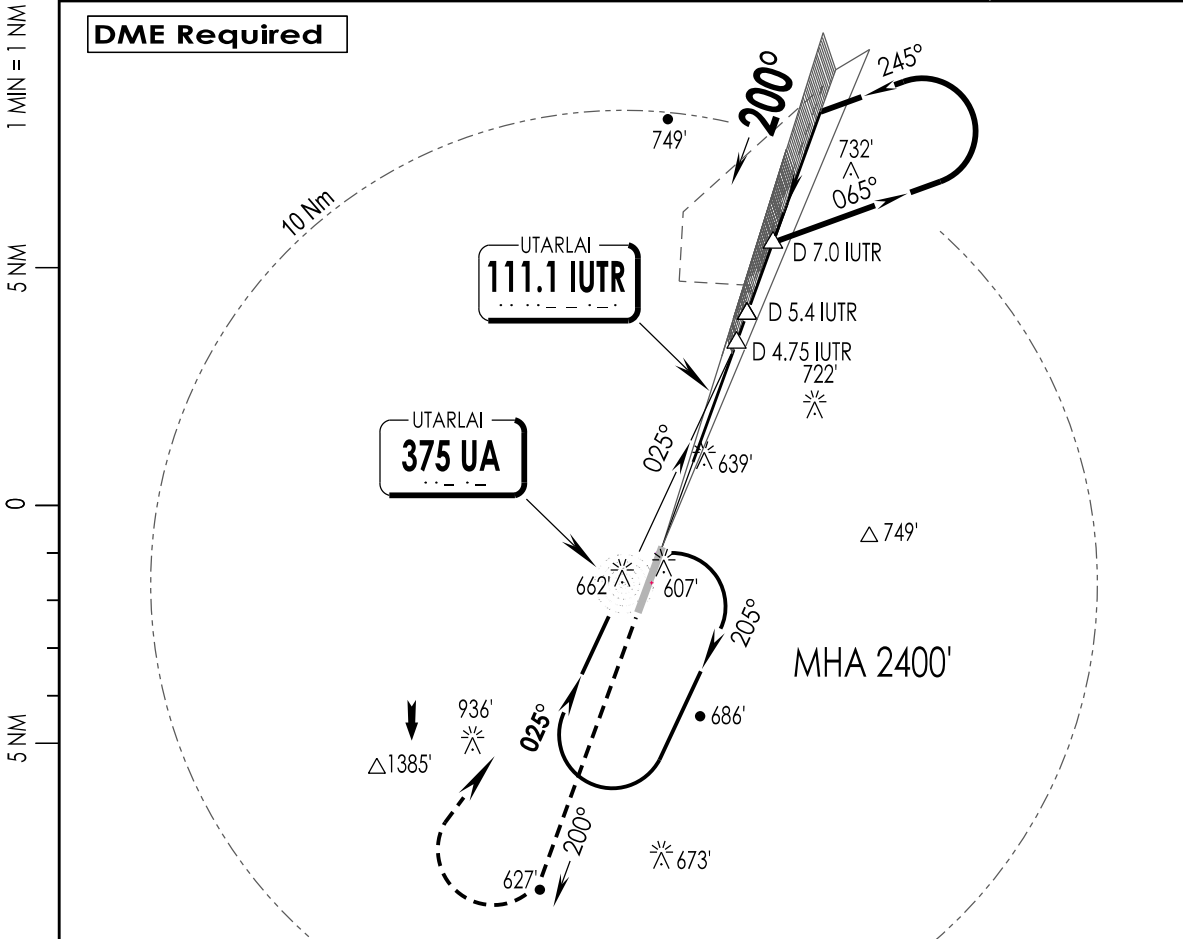 1 MIN = 1 NM
DME Required
200°
245°
749'
732'
065°
10 Nm
UTARLAI
111.1 IUTR
D 7.0 IUTR
5 NM
D 5.4 IUTR
D 4.75 IUTR
722'
UTARLAI
375 UA
025°
639'
0
749'
662'
607'
205°
MHA 2400'
936'
025°
686'
5 NM
1385'
200°
673'
627'